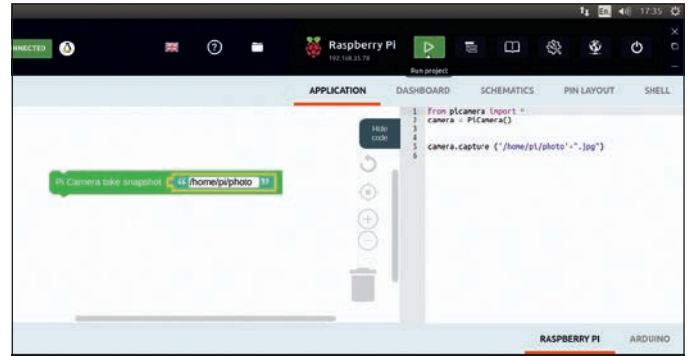 En 17:35
NNECTED ? Raspberry Pi
192.168.35.78
Run project
APPLICATION DASHBOARD SCHEMATICS PIN LAYOUT SHELL
Hide
code
1 from picamera import *
2 camera = PiCamera()
3
4
5 camera.capture ('/home/pi/photo'+".jpg")
6
Pi Camera take snapshot “ /home/pi/photo ”
RASPBERRY PI ARDUINO